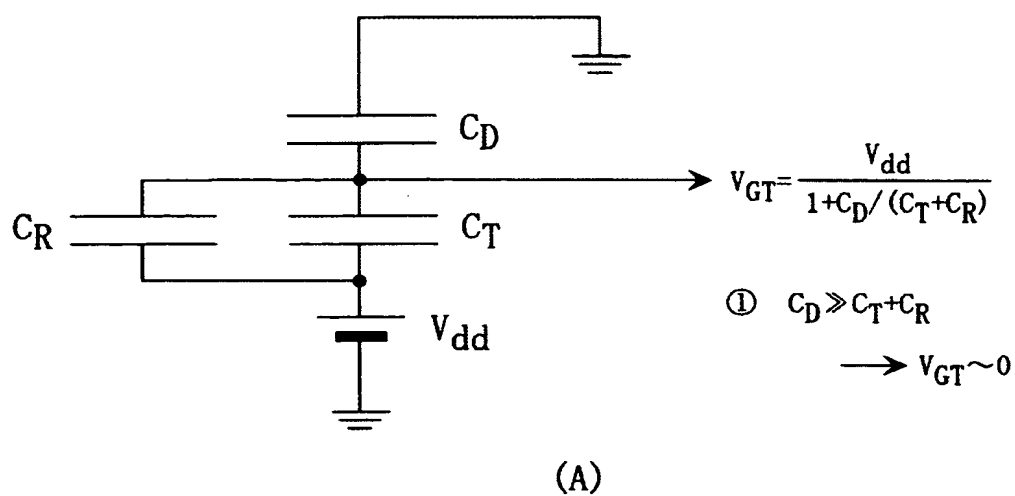 C_D
V_GT = V_dd / 1+C_D/(C_T+C_R)
C_R
C_T
① C_D≫C_T+C_R
V_dd
→ V_GT～0
(A)